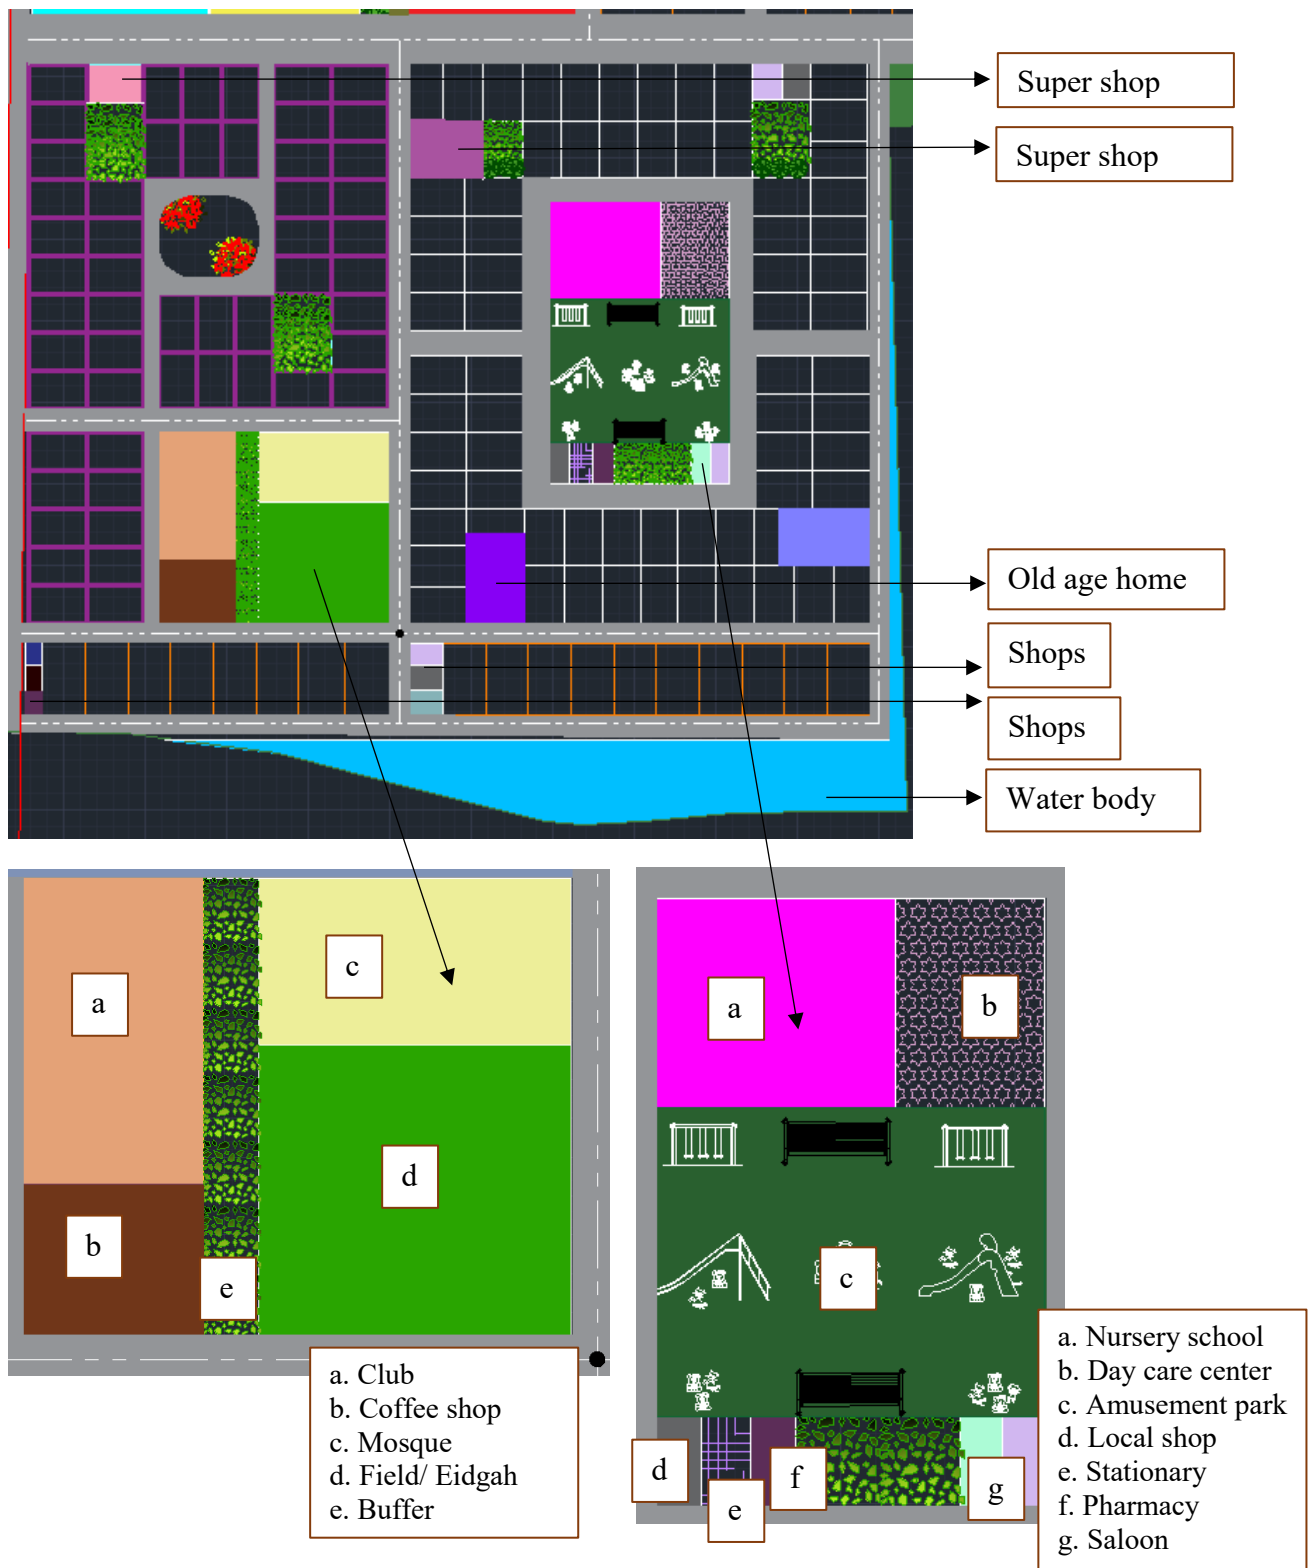 Super shop
Super shop
Old age home
Shops
Shops
Water body
a
c
b
d
e
a. Club
b. Coffee shop
c. Mosque
d. Field/ Eidgah
e. Buffer
a
b
c
d
e
f
g
a. Nursery school
b. Day care center
c. Amusement park
d. Local shop
e. Stationary
f. Pharmacy
g. Saloon